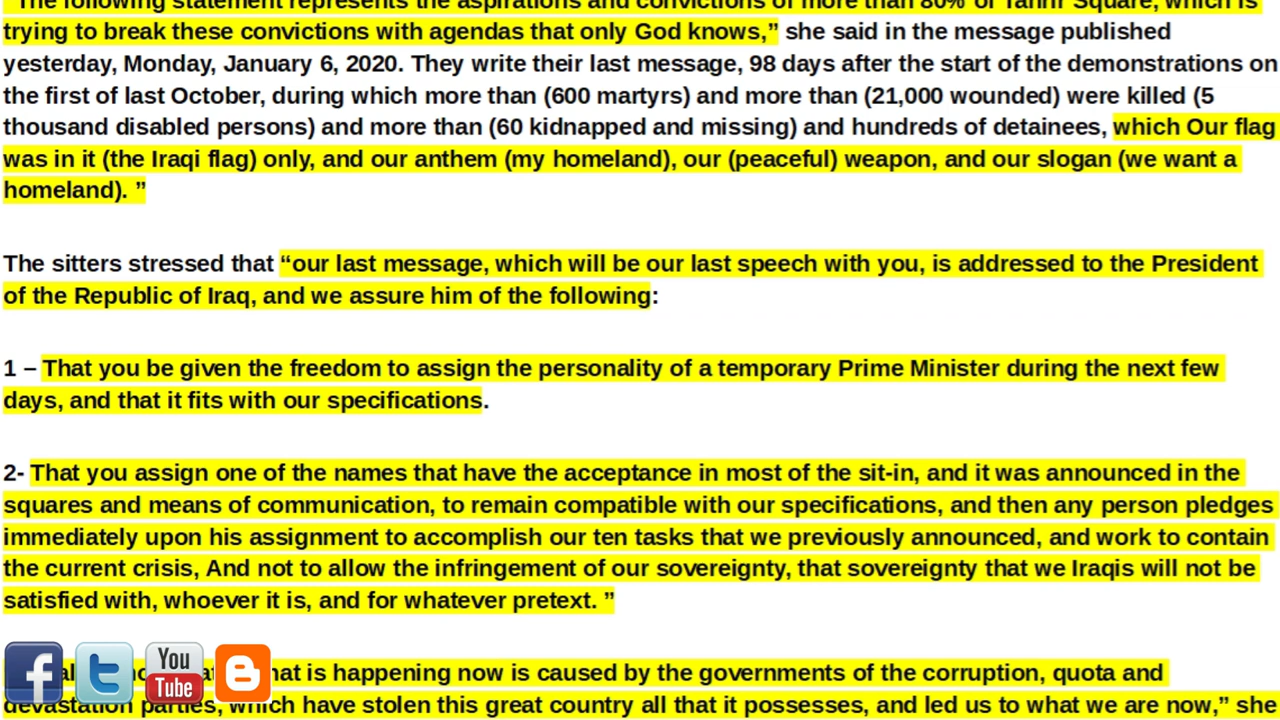 "The following statement represents the aspirations and convictions of more than 80% of Tahrir Square, which is
trying to break these convictions with agendas that only God knows,” she said in the message published
yesterday, Monday, January 6, 2020. They write their last message, 98 days after the start of the demonstrations on
the first of last October, during which more than (600 martyrs) and more than (21,000 wounded) were killed (5
thousand disabled persons) and more than (60 kidnapped and missing) and hundreds of detainees, which Our flag
was in it (the Iraqi flag) only, and our anthem (my homeland), our (peaceful) weapon, and our slogan (we want a
homeland). ”
The sitters stressed that “our last message, which will be our last speech with you, is addressed to the President
of the Republic of Iraq, and we assure him of the following:
1 – That you be given the freedom to assign the personality of a temporary Prime Minister during the next few
days, and that it fits with our specifications.
2- That you assign one of the names that have the acceptance in most of the sit-in, and it was announced in the
squares and means of communication, to remain compatible with our specifications, and then any person pledges
immediately upon his assignment to accomplish our ten tasks that we previously announced, and work to contain
the current crisis, And not to allow the infringement of our sovereignty, that sovereignty that we Iraqis will not be
satisfied with, whoever it is, and for whatever pretext. ”
is happening now is caused by the governments of the corruption, quota and
devastation parties, which have stolen this great country all that it possesses, and led us to what we are now,” she
You
Tube